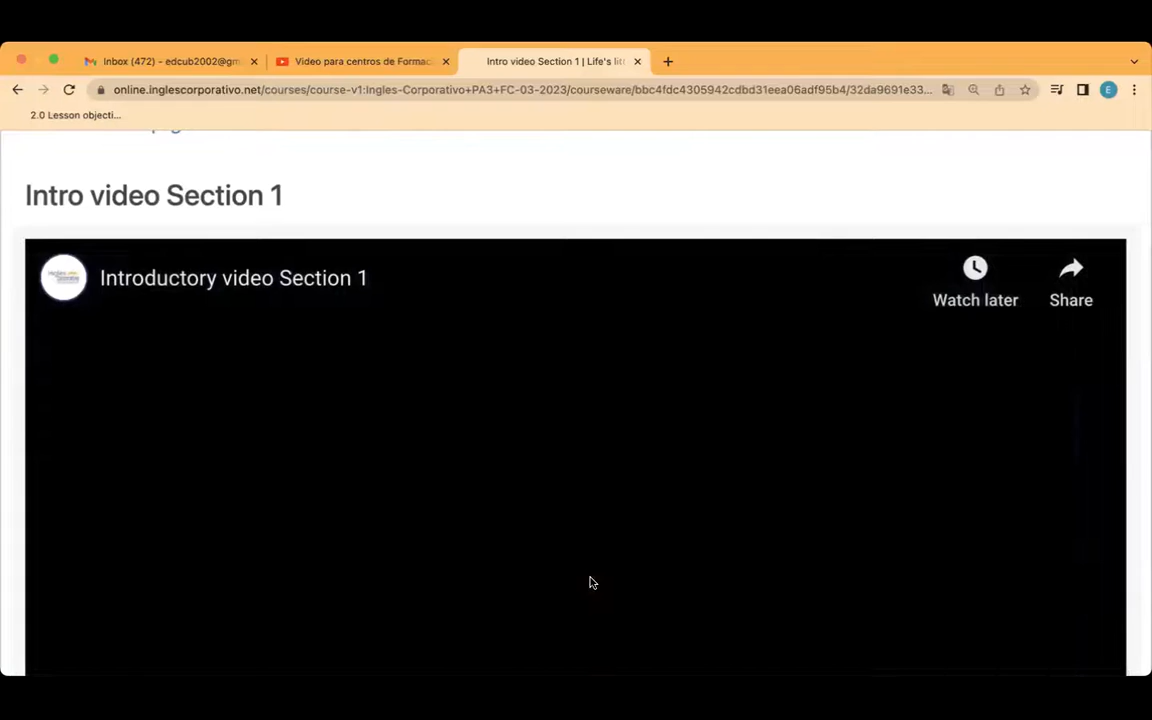 Inbox (472) - edcub2002@gm
Video para centros de Formac
Intro video Section 1 | Life's lit
online.inglescorporativo.net/courses/course-v1:Ingles-Corporativo+PA3+FC-03-2023/courseware/bbc4fdc4305942cdbd31eea06adf95b4/32da9691e33...
E
2.0 Lesson objecti...
Intro video Section 1
Introductory video Section 1
Watch later
Share